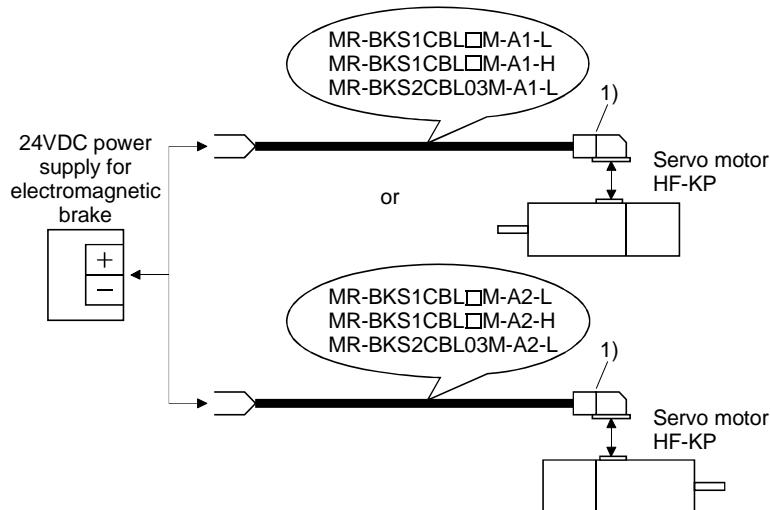 MR-BKS1CBL□M-A1-L
MR-BKS1CBL□M-A1-H
MR-BKS2CBL03M-A1-L
1)
24VDC power
supply for
electromagnetic
brake
+
−
Servo motor
HF-KP
or
MR-BKS1CBL□M-A2-L
MR-BKS1CBL□M-A2-H
MR-BKS2CBL03M-A2-L
1)
Servo motor
HF-KP